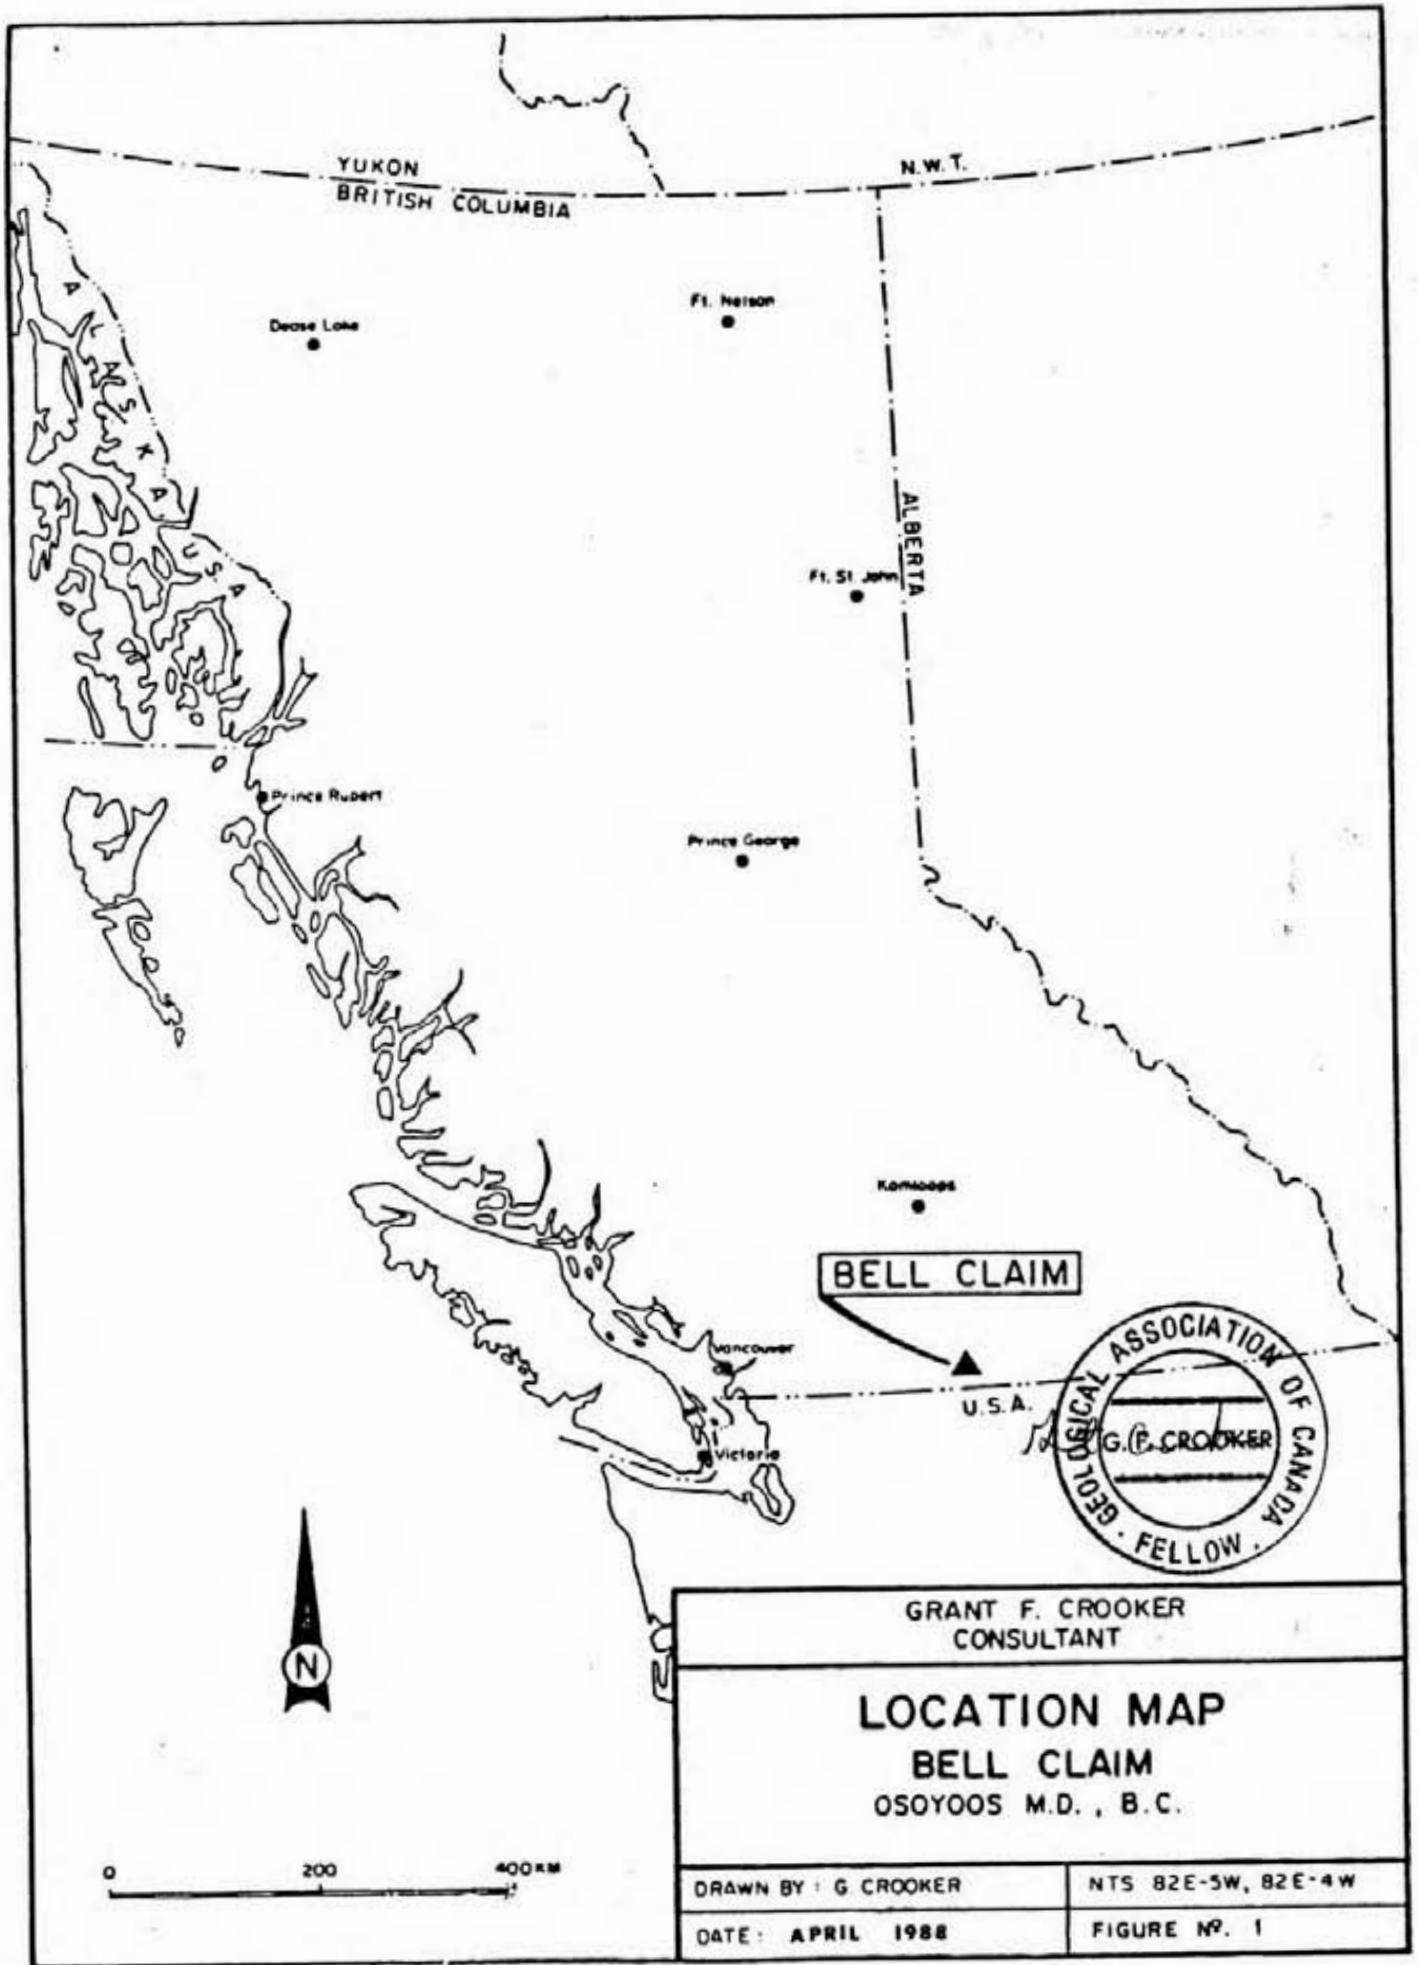 YUKON
BRITISH COLUMBIA
N.W.T.
ALASKA
U.S.A
Dease Lake
Ft. Nelson
ALBERTA
Ft. St. John
Prince Rupert
Prince George
Kamloops
BELL CLAIM
Vancouver
U.S.A.
Victoria
GEOLOGICAL ASSOCIATION OF CANADA
G. F. CROOKER
FELLOW
N
GRANT F. CROOKER
CONSULTANT
LOCATION MAP
BELL CLAIM
OSOYOOS M.D., B.C.
0 200 400 KM
DRAWN BY : G CROOKER
NTS 82E-5W, 82E-4W
DATE : APRIL 1988
FIGURE Nº. 1